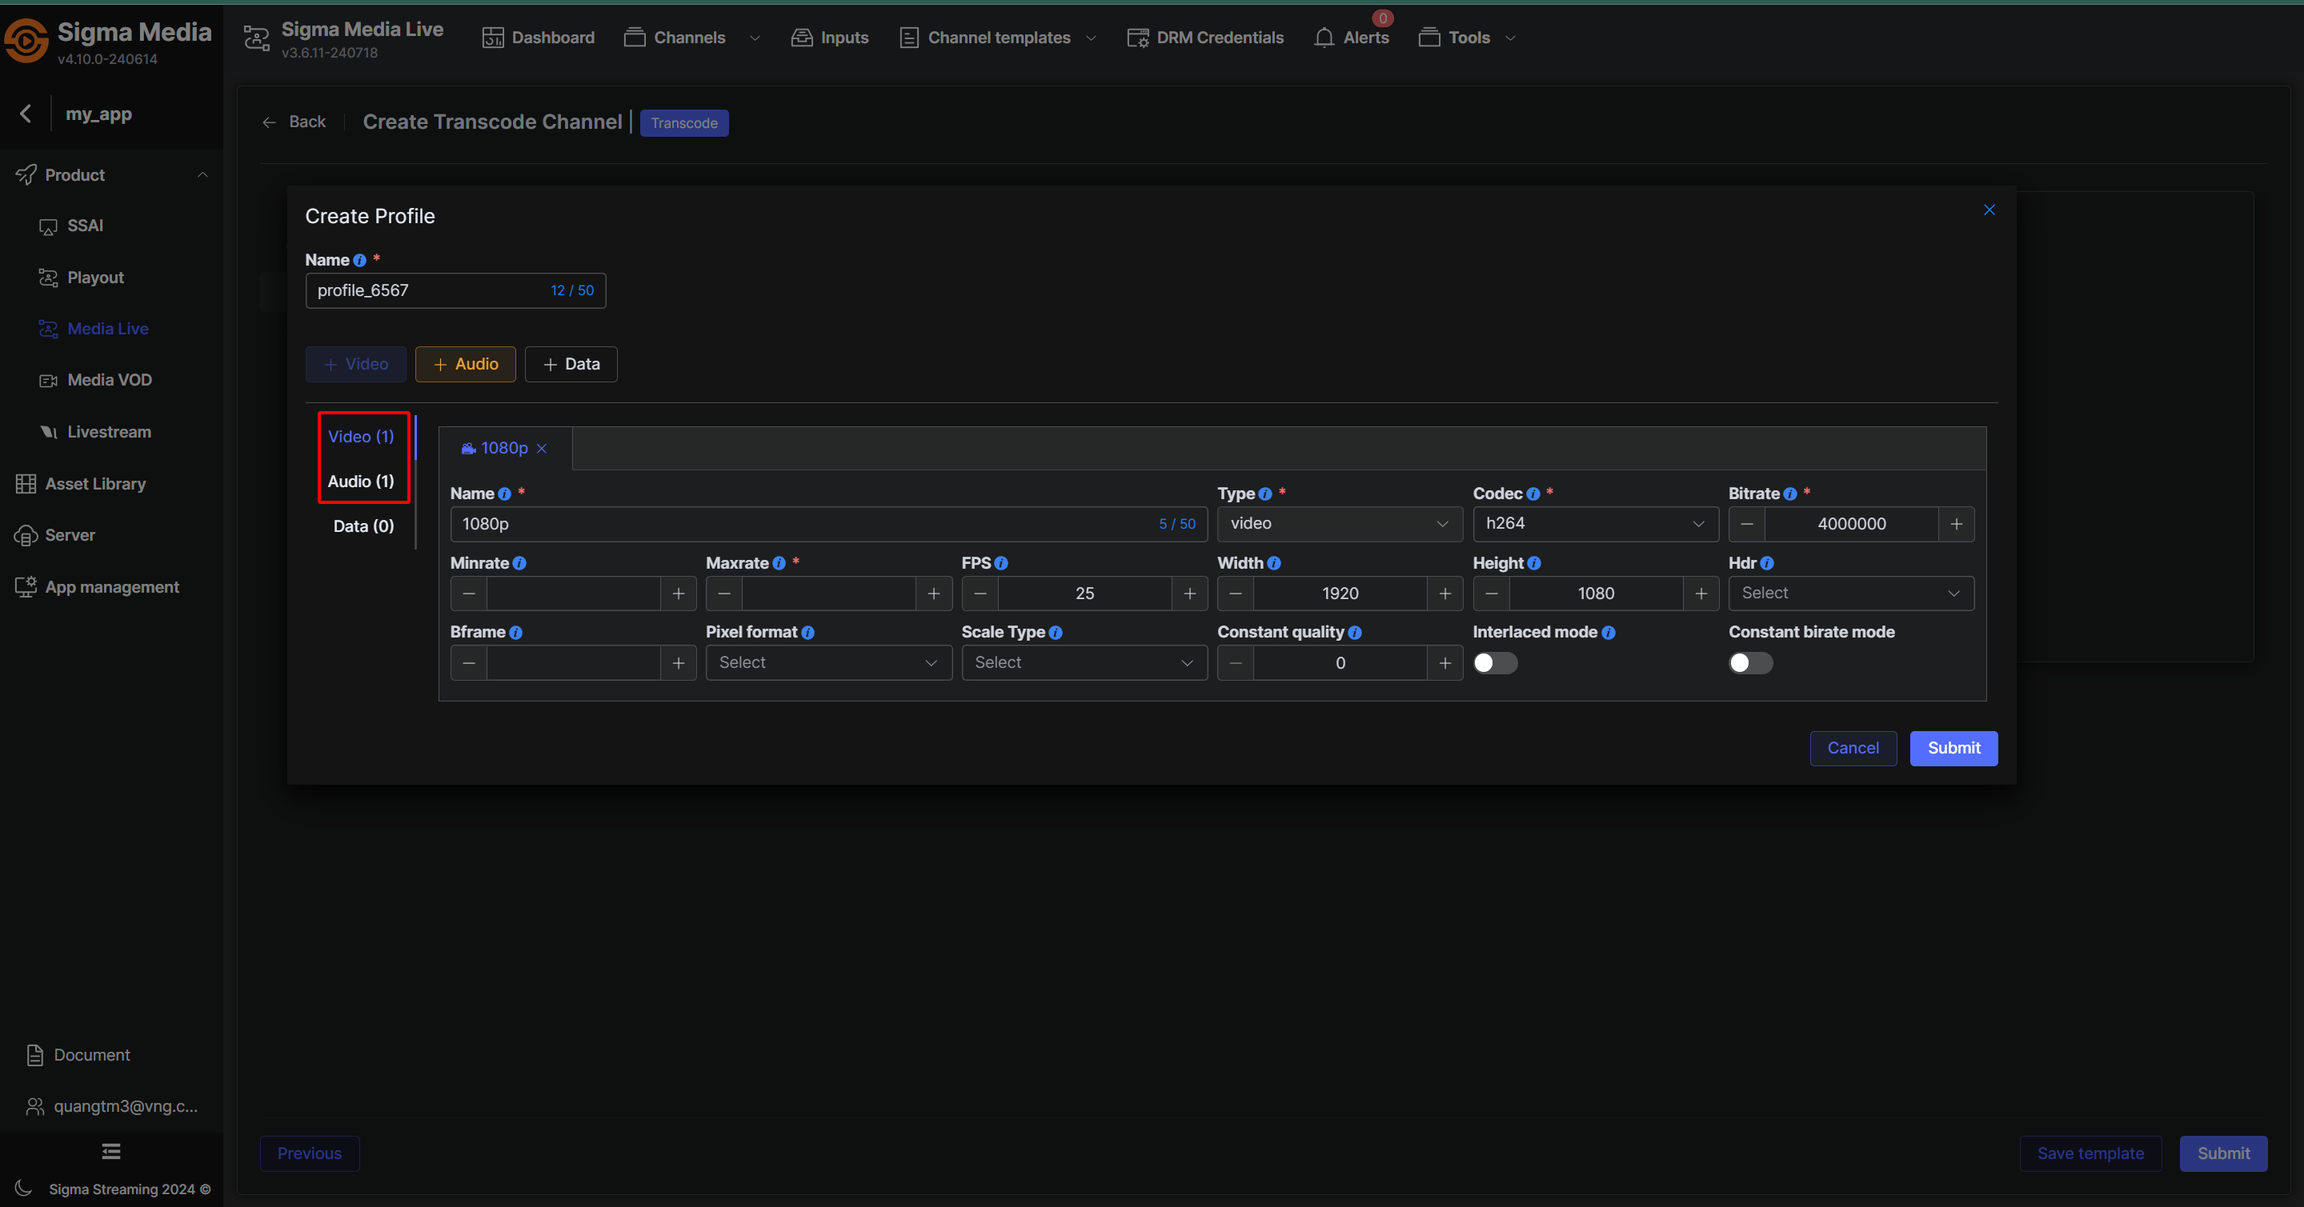 Sigma Media
v4.10.0-240614
Sigma Media Live
v3.6.11-240718
Dashboard
Channels
Inputs
Channel templates
DRM Credentials
0
Alerts
Tools
my_app
Product
SSAI
Playout
Media Live
Media VOD
Livestream
Asset Library
Server
App management
Document
quangtm3@vng.c...
Sigma Streaming 2024 ©
Back
Create Transcode Channel
Transcode
Create Profile
Name *
profile_6567 12 / 50
+ Video
+ Audio
+ Data
Video (1)
Audio (1)
Data (0)
1080p
Name * Type * Codec * Bitrate *
1080p 5 / 50 video h264 4000000
Minrate Maxrate * FPS Width Height Hdr
25 1920 1080 Select
Bframe Pixel format Scale Type Constant quality Interlaced mode Constant birate mode
Select Select 0
Cancel Submit
Previous Save template Submit